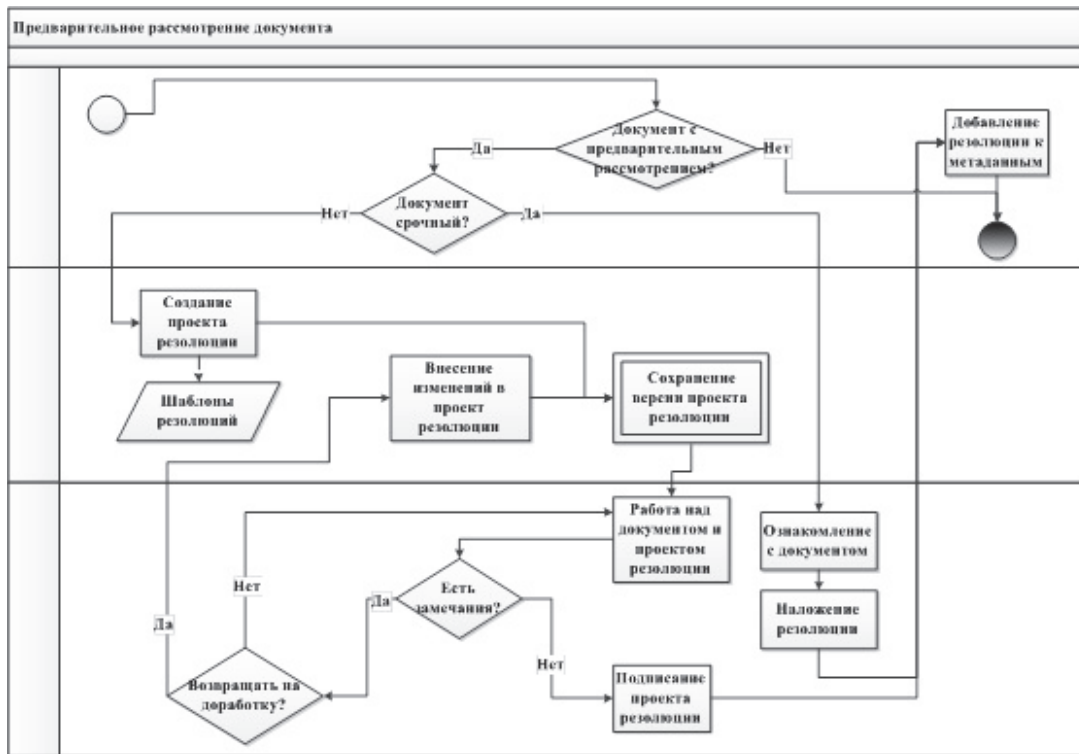 Предварительное рассмотрение документа
Документ с
предварительным
рассмотрением?
Да
Нет
Добавление
резолюции к
метаданным
Документ
срочный?
Нет
Да
Создание
проекта
резолюции
Шаблоны
резолюций
Внесение
изменений в
проект
резолюции
Сохранение
версии проекта
резолюции
Работа над
документом и
проектом
резолюции
Ознакомление
с документом
Наложение
резолюции
Есть
замечания?
Да
Нет
Нет
Да
Возвращать на
доработку?
Подписание
проекта
резолюции